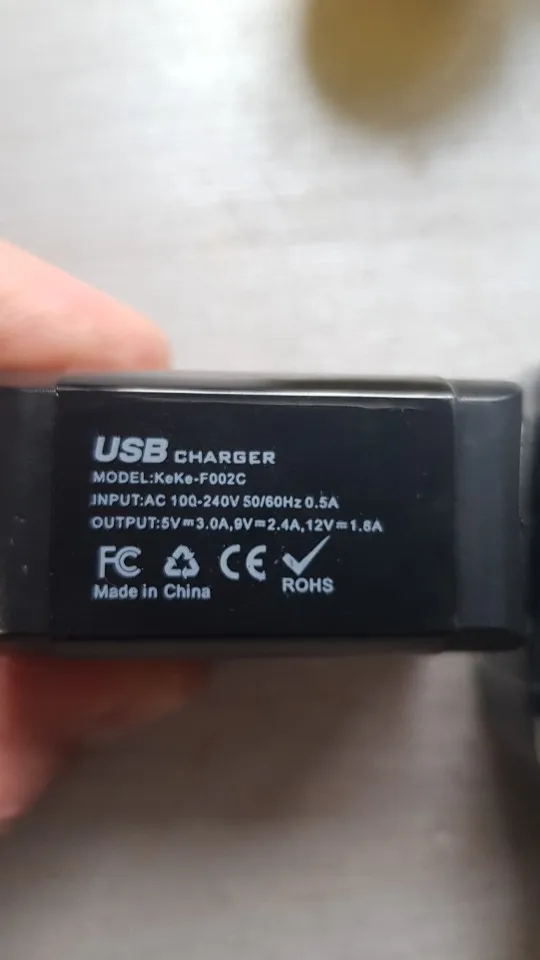 USB CHARGER
MODEL:KeKe-F002C
INPUT:AC 100-240V 50/60Hz 0.5A
OUTPUT:5V⎓3.0A,9V⎓2.4A,12V⎓1.8A
FC CE
ROHS
Made in China